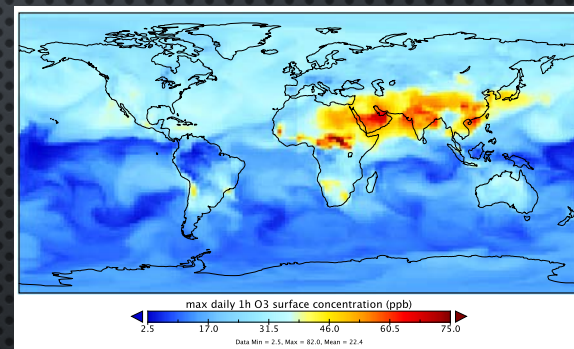 max daily 1h O3 surface concentration (ppb)
2.5 17.0 31.5 46.0 60.5 75.0
Data Min = 2.5, Max = 82.0, Mean = 22.4